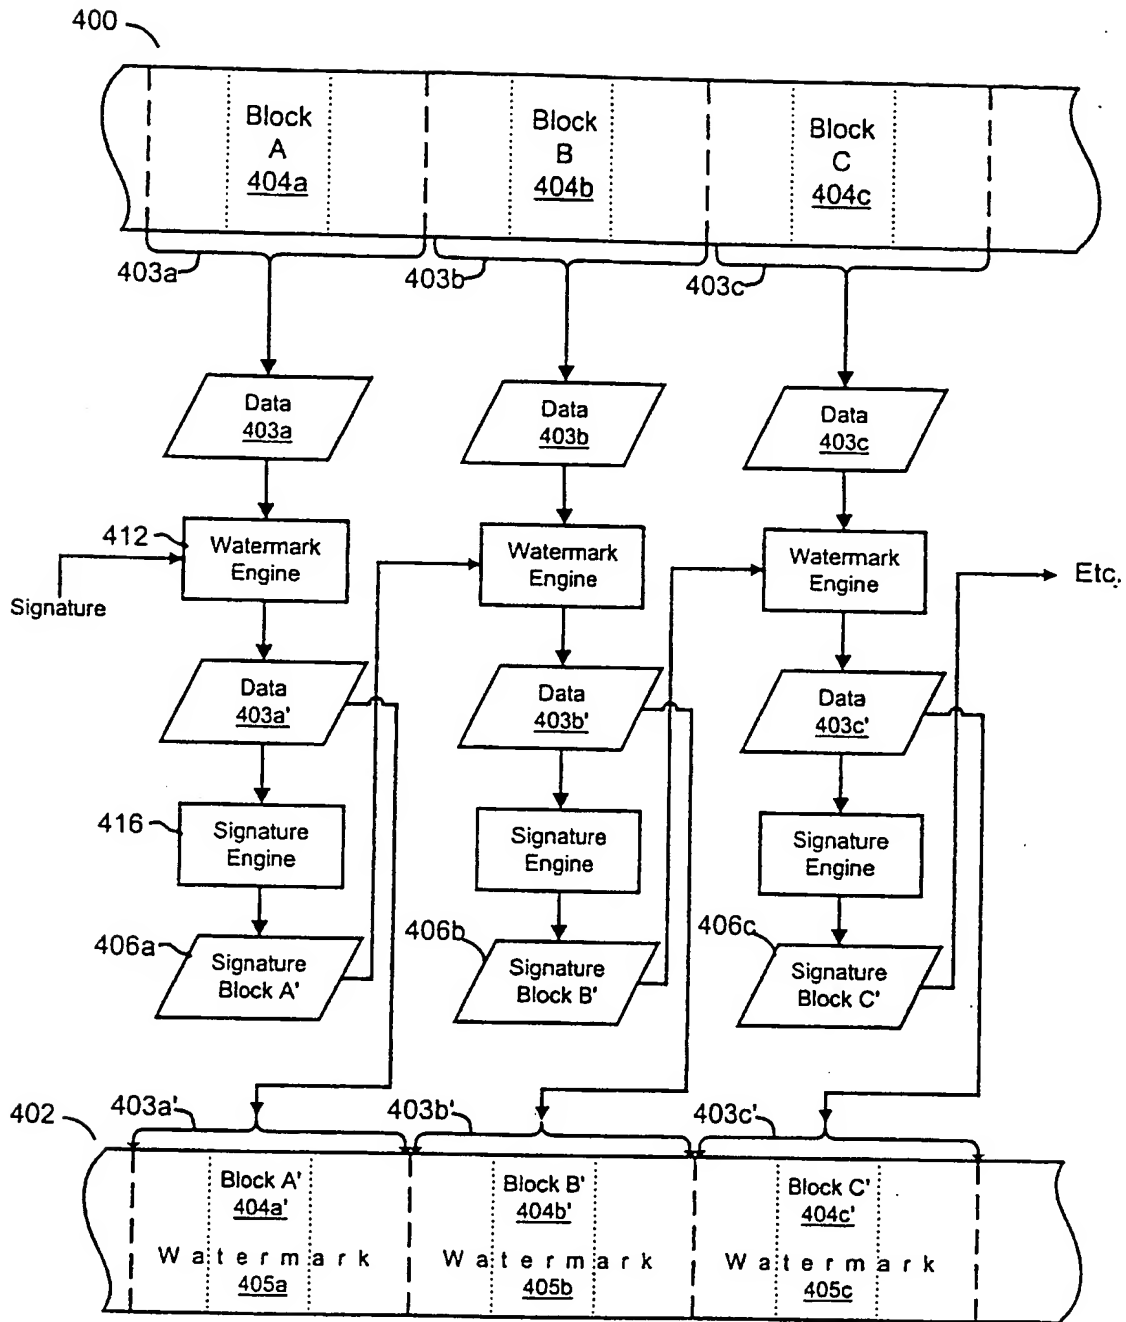 400
Block
A
404a
Block
B
404b
Block
C
404c
403a
403b
403c
Data
403a
Data
403b
Data
403c
412
Watermark
Engine
Watermark
Engine
Watermark
Engine
Etc.
Signature
Data
403a'
Data
403b'
Data
403c'
416
Signature
Engine
Signature
Engine
Signature
Engine
406a
Signature
Block A'
406b
Signature
Block B'
406c
Signature
Block C'
402
403a'
403b'
403c'
Block A'
404a'
Block B'
404b'
Block C'
404c'
Watermark
405a
Watermark
405b
Watermark
405c